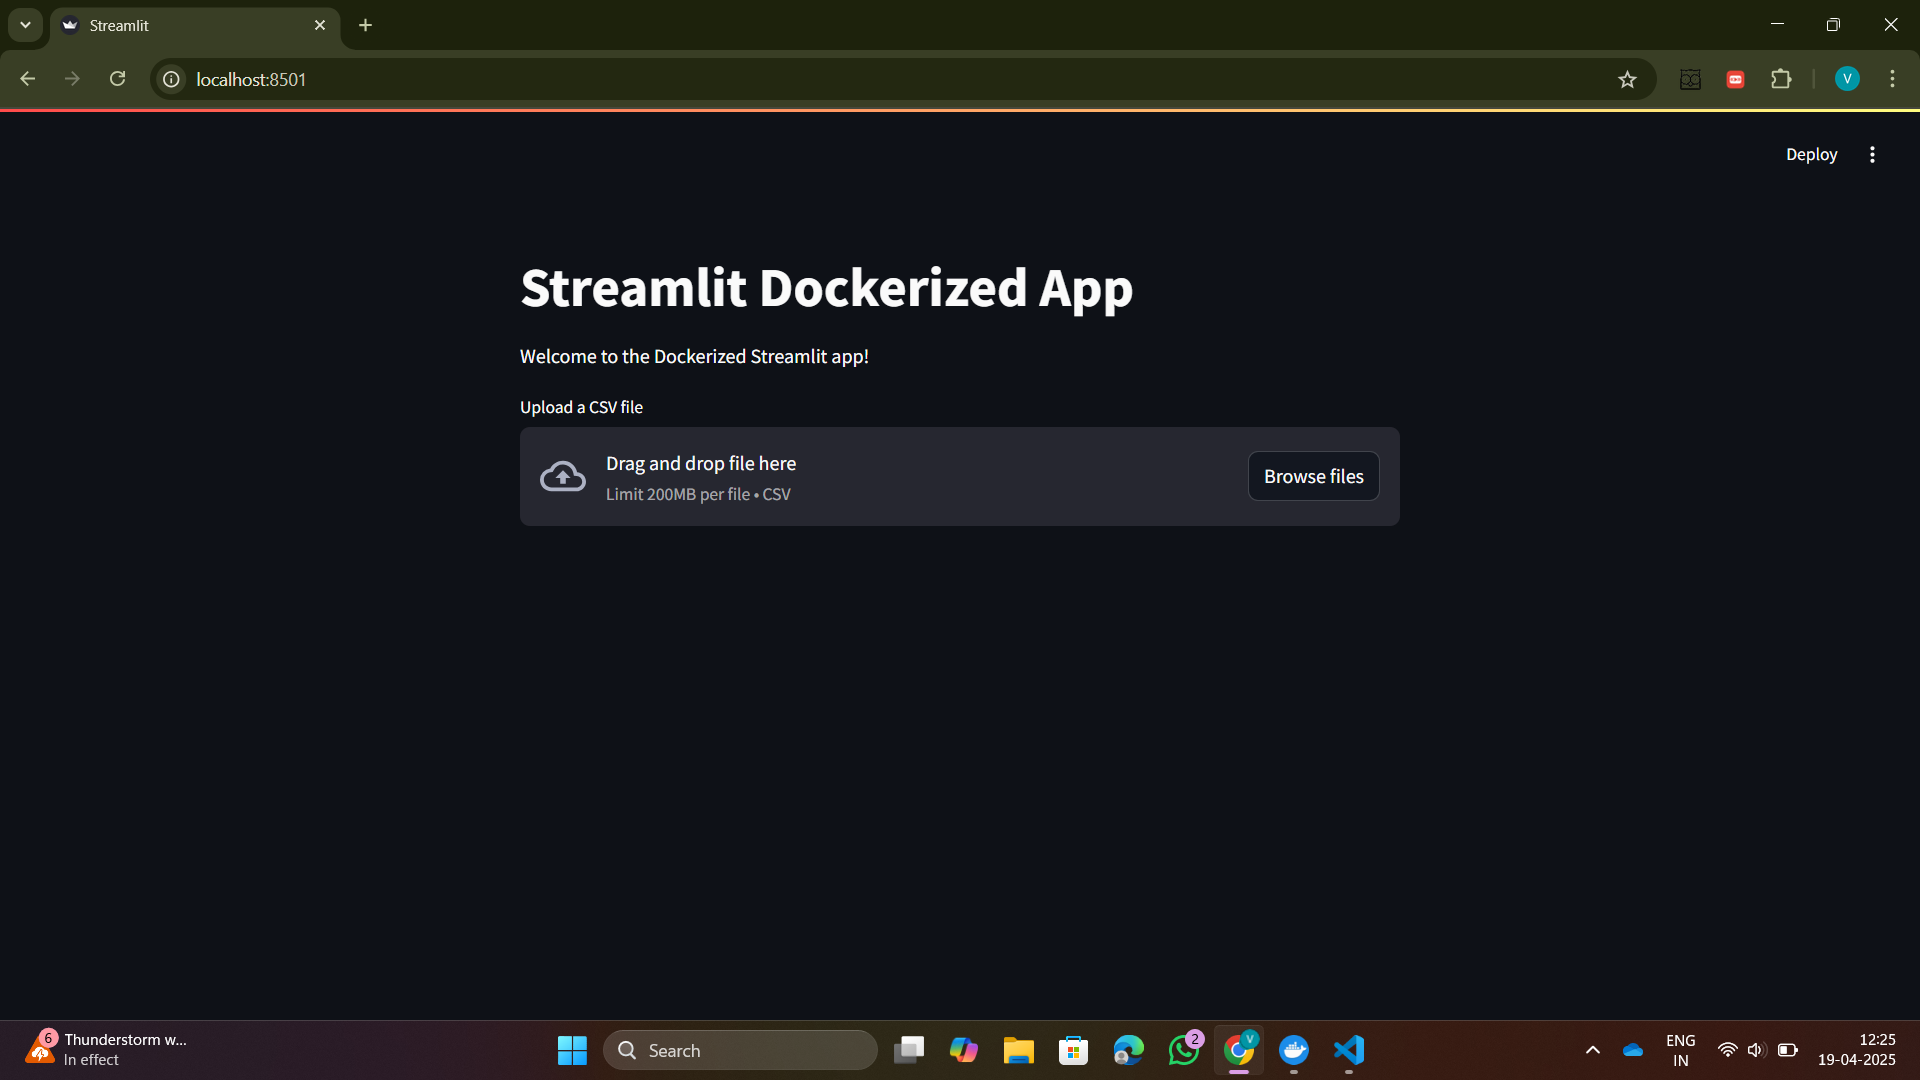 Streamlit
localhost:8501
V
Deploy
Streamlit Dockerized App
Welcome to the Dockerized Streamlit app!
Upload a CSV file
Drag and drop file here
Limit 200MB per file • CSV
Browse files
6
Thunderstorm w...
In effect
Search
2
V
ENG
IN
12:25
19-04-2025